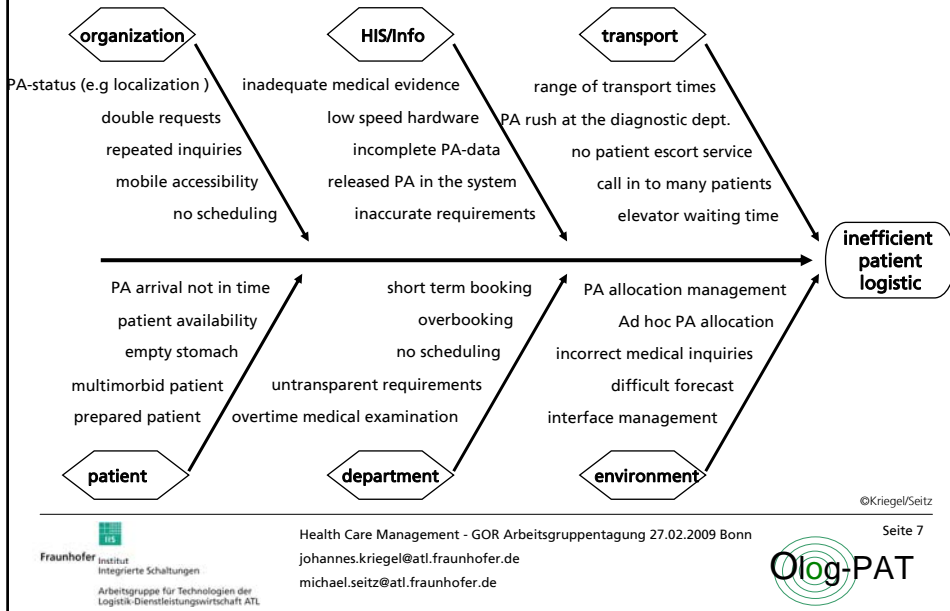 organization
PA-status (e.g localization )
double requests
repeated inquiries
mobile accessibility
no scheduling
HIS/Info
inadequate medical evidence
low speed hardware
incomplete PA-data
released PA in the system
inaccurate requirements
transport
range of transport times
PA rush at the diagnostic dept.
no patient escort service
call in to many patients
elevator waiting time
inefficient
patient
logistic
PA arrival not in time
patient availability
empty stomach
multimorbid patient
prepared patient
patient
short term booking
overbooking
no scheduling
untransparent requirements
overtime medical examination
department
PA allocation management
Ad hoc PA allocation
incorrect medical inquiries
difficult forecast
interface management
environment
©Kriegel/Seitz
IIS
Fraunhofer Institut
Integrierte Schaltungen
Arbeitsgruppe für Technologien der
Logistik-Dienstleistungswirtschaft ATL
Health Care Management - GOR Arbeitsgruppentagung 27.02.2009 Bonn
johannes.kriegel@atl.fraunhofer.de
michael.seitz@atl.fraunhofer.de
Seite 7
Olog-PAT